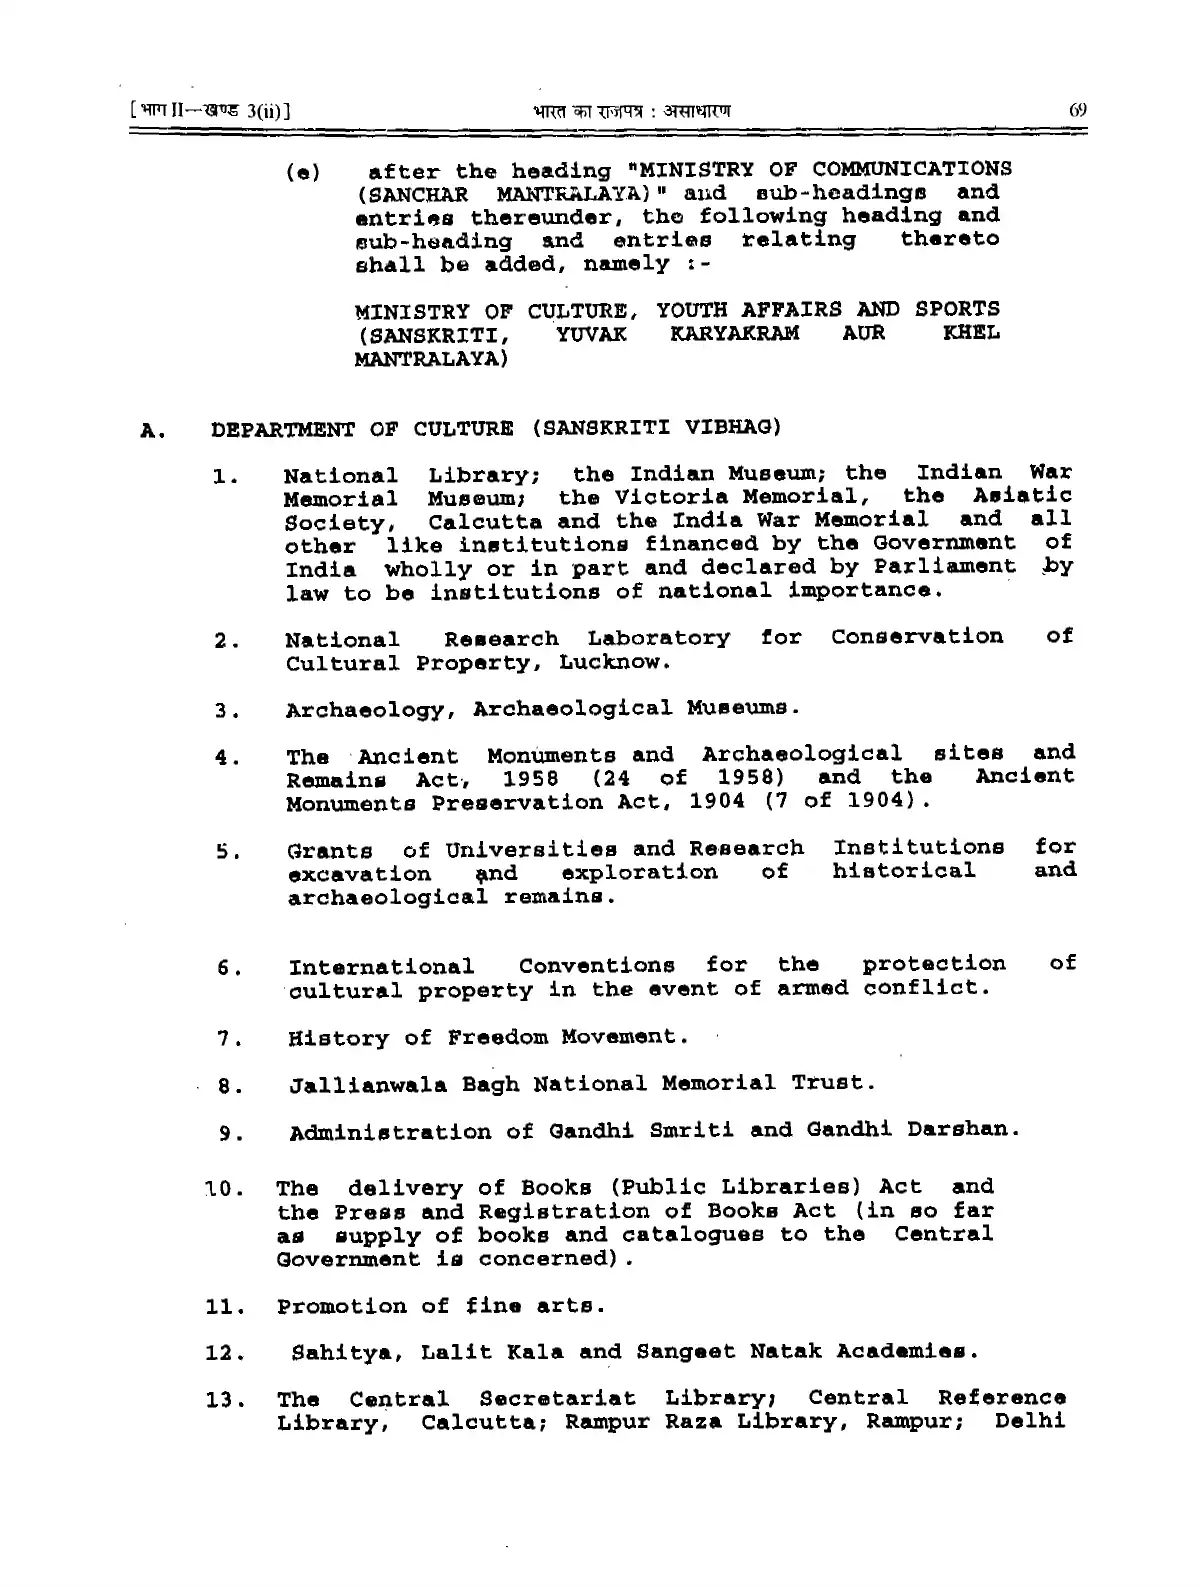 [ भाग II—खण्ड 3(ii) ] भारत का राजपत्र : असाधारण 69
(e) after the heading "MINISTRY OF COMMUNICATIONS
(SANCHAR MANTRALAYA)" and sub-headings and
entries thereunder, the following heading and
sub-heading and entries relating thereto
shall be added, namely :-
MINISTRY OF CULTURE, YOUTH AFFAIRS AND SPORTS
(SANSKRITI, YUVAK KARYAKRAM AUR KHEL
MANTRALAYA)
A. DEPARTMENT OF CULTURE (SANSKRITI VIBHAG)
1. National Library; the Indian Museum; the Indian War
Memorial Museum; the Victoria Memorial, the Asiatic
Society, Calcutta and the India War Memorial and all
other like institutions financed by the Government of
India wholly or in part and declared by Parliament by
law to be institutions of national importance.
2. National Research Laboratory for Conservation of
Cultural Property, Lucknow.
3. Archaeology, Archaeological Museums.
4. The Ancient Monuments and Archaeological sites and
Remains Act, 1958 (24 of 1958) and the Ancient
Monuments Preservation Act, 1904 (7 of 1904).
5. Grants of Universities and Research Institutions for
excavation and exploration of historical and
archaeological remains.
6. International Conventions for the protection of
cultural property in the event of armed conflict.
7. History of Freedom Movement.
8. Jallianwala Bagh National Memorial Trust.
9. Administration of Gandhi Smriti and Gandhi Darshan.
10. The delivery of Books (Public Libraries) Act and
the Press and Registration of Books Act (in so far
as supply of books and catalogues to the Central
Government is concerned).
11. Promotion of fine arts.
12. Sahitya, Lalit Kala and Sangeet Natak Academies.
13. The Central Secretariat Library; Central Reference
Library, Calcutta; Rampur Raza Library, Rampur; Delhi